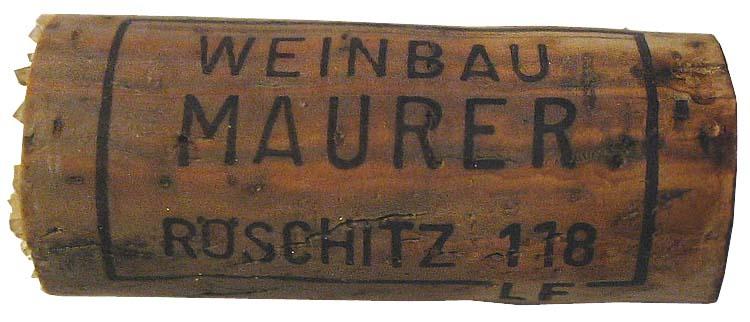 WEINBAU
MAURER
RÖSCHITZ 118
LF